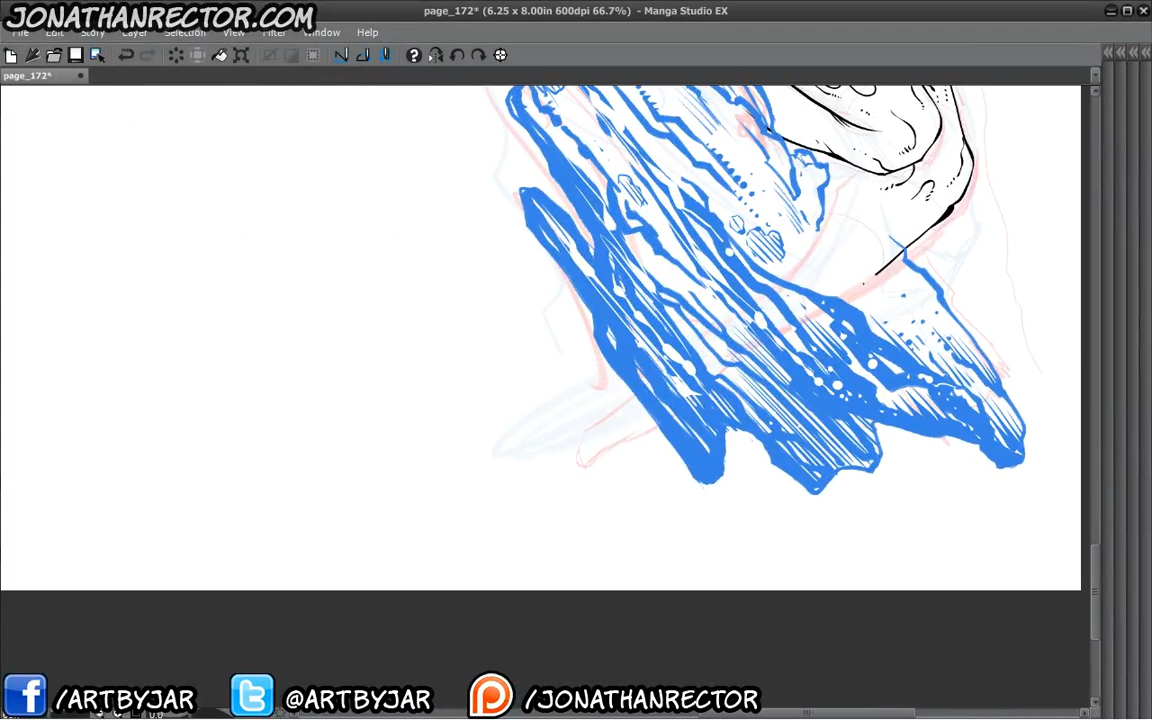 JONATHANRECTOR.COM
page_172* (6.25 x 8.00in 600dpi 66.7%) - Manga Studio EX
File Edit Story Layer Selection View Filter Window Help
page_172*
/ARTBYJAR @ARTBYJAR /JONATHANRECTOR